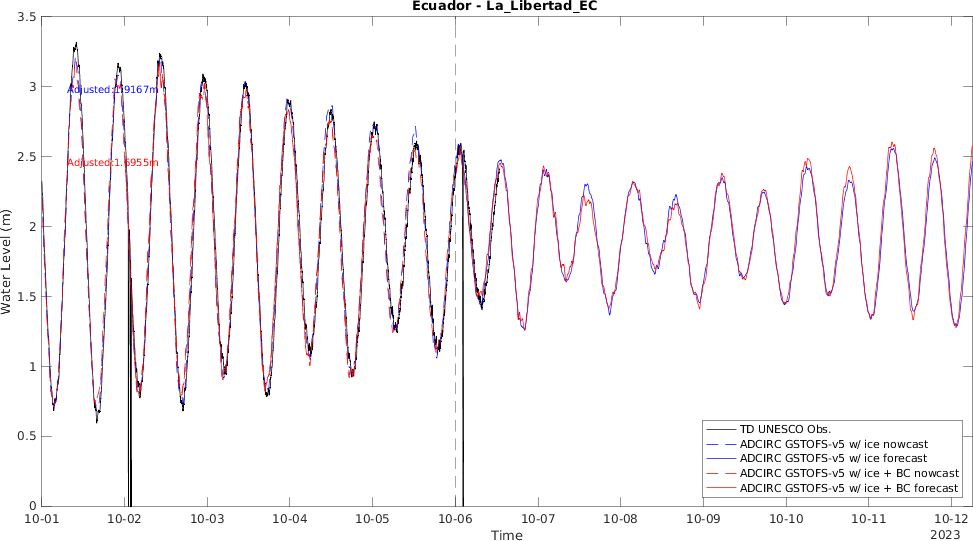 Ecuador - La_Libertad_EC
3.5
3
2.5
2
1.5
1
0.5
0
Water Level (m)
Adjusted:1.9167m
Adjusted:1.6955m
TD UNESCO Obs.
ADCIRC GSTOFS-v5 w/ ice nowcast
ADCIRC GSTOFS-v5 w/ ice forecast
ADCIRC GSTOFS-v5 w/ ice + BC nowcast
ADCIRC GSTOFS-v5 w/ ice + BC forecast
10-01 10-02 10-03 10-04 10-05 10-06 10-07 10-08 10-09 10-10 10-11 10-12
Time
2023